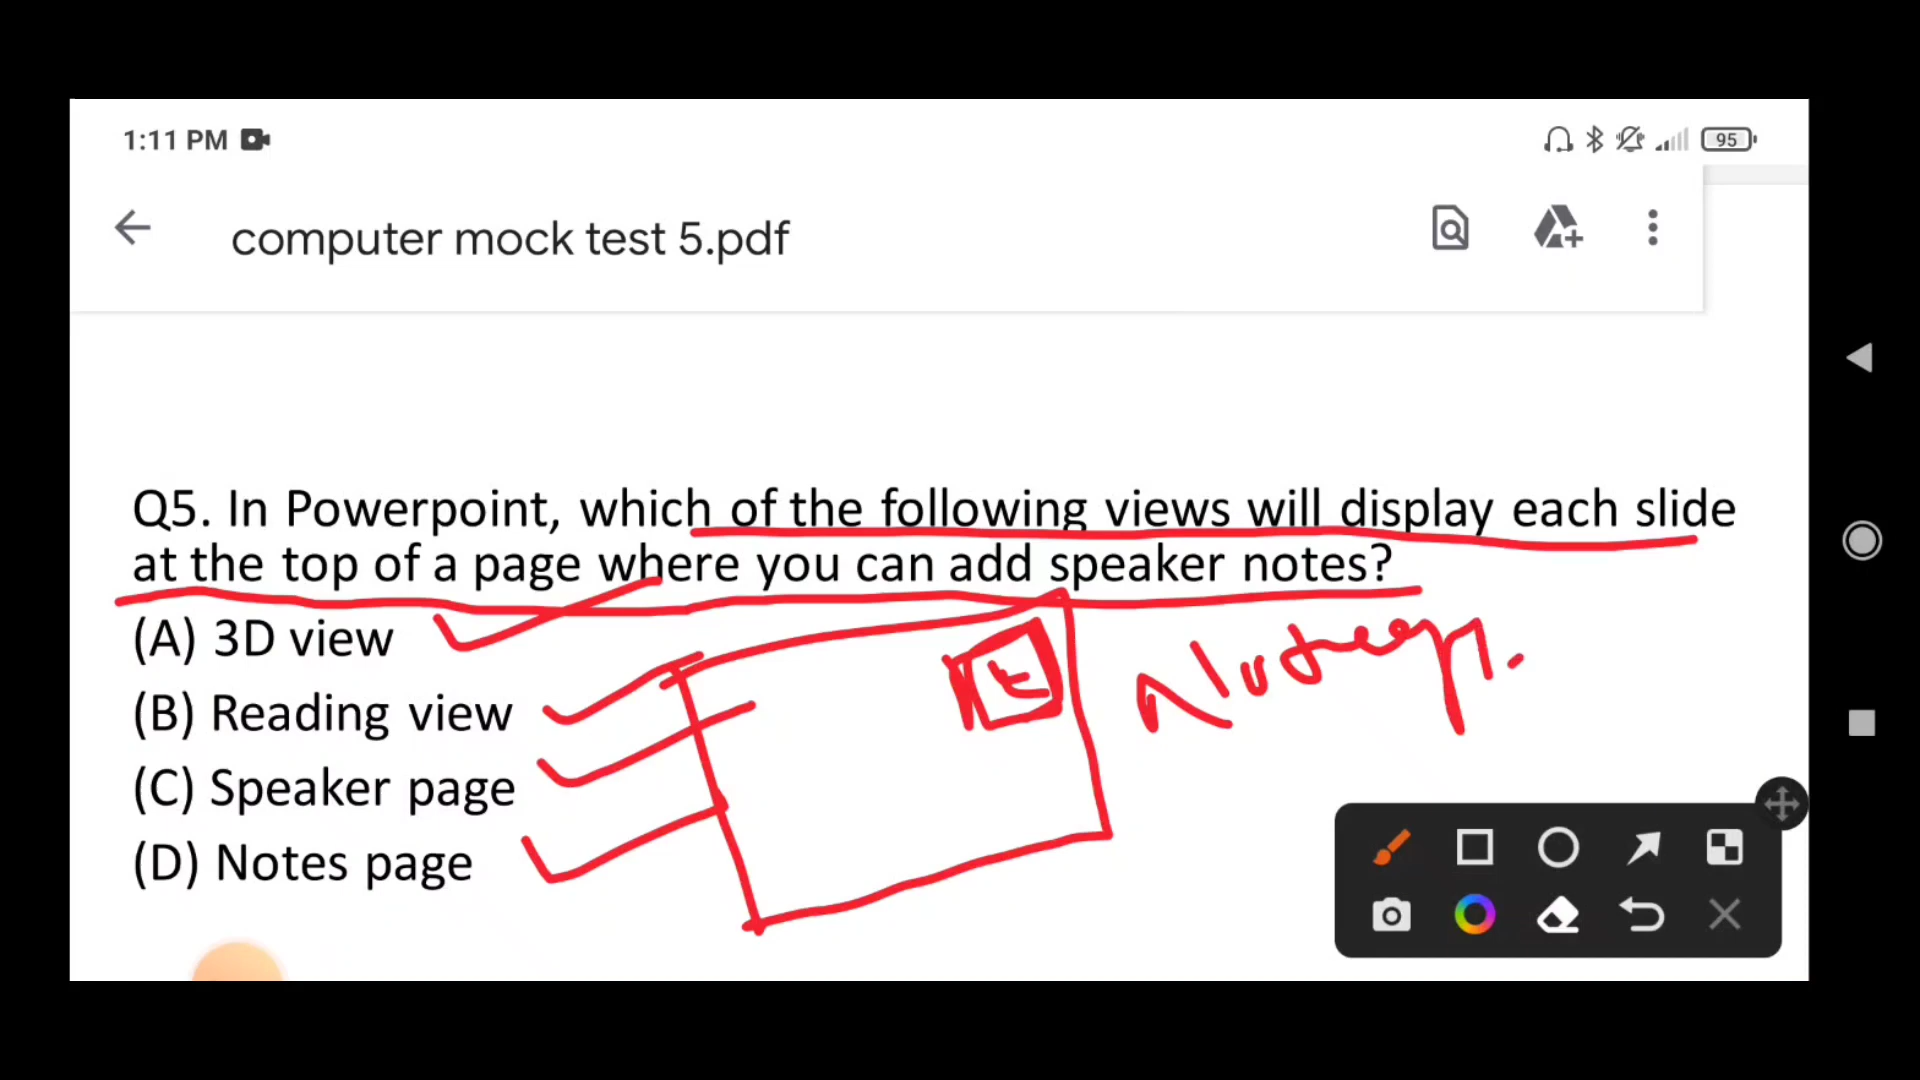 1:11 PM
95
computer mock test 5.pdf
Q5. In Powerpoint, which of the following views will display each slide
at the top of a page where you can add speaker notes?
(A) 3D view
(B) Reading view
(C) Speaker page
(D) Notes page